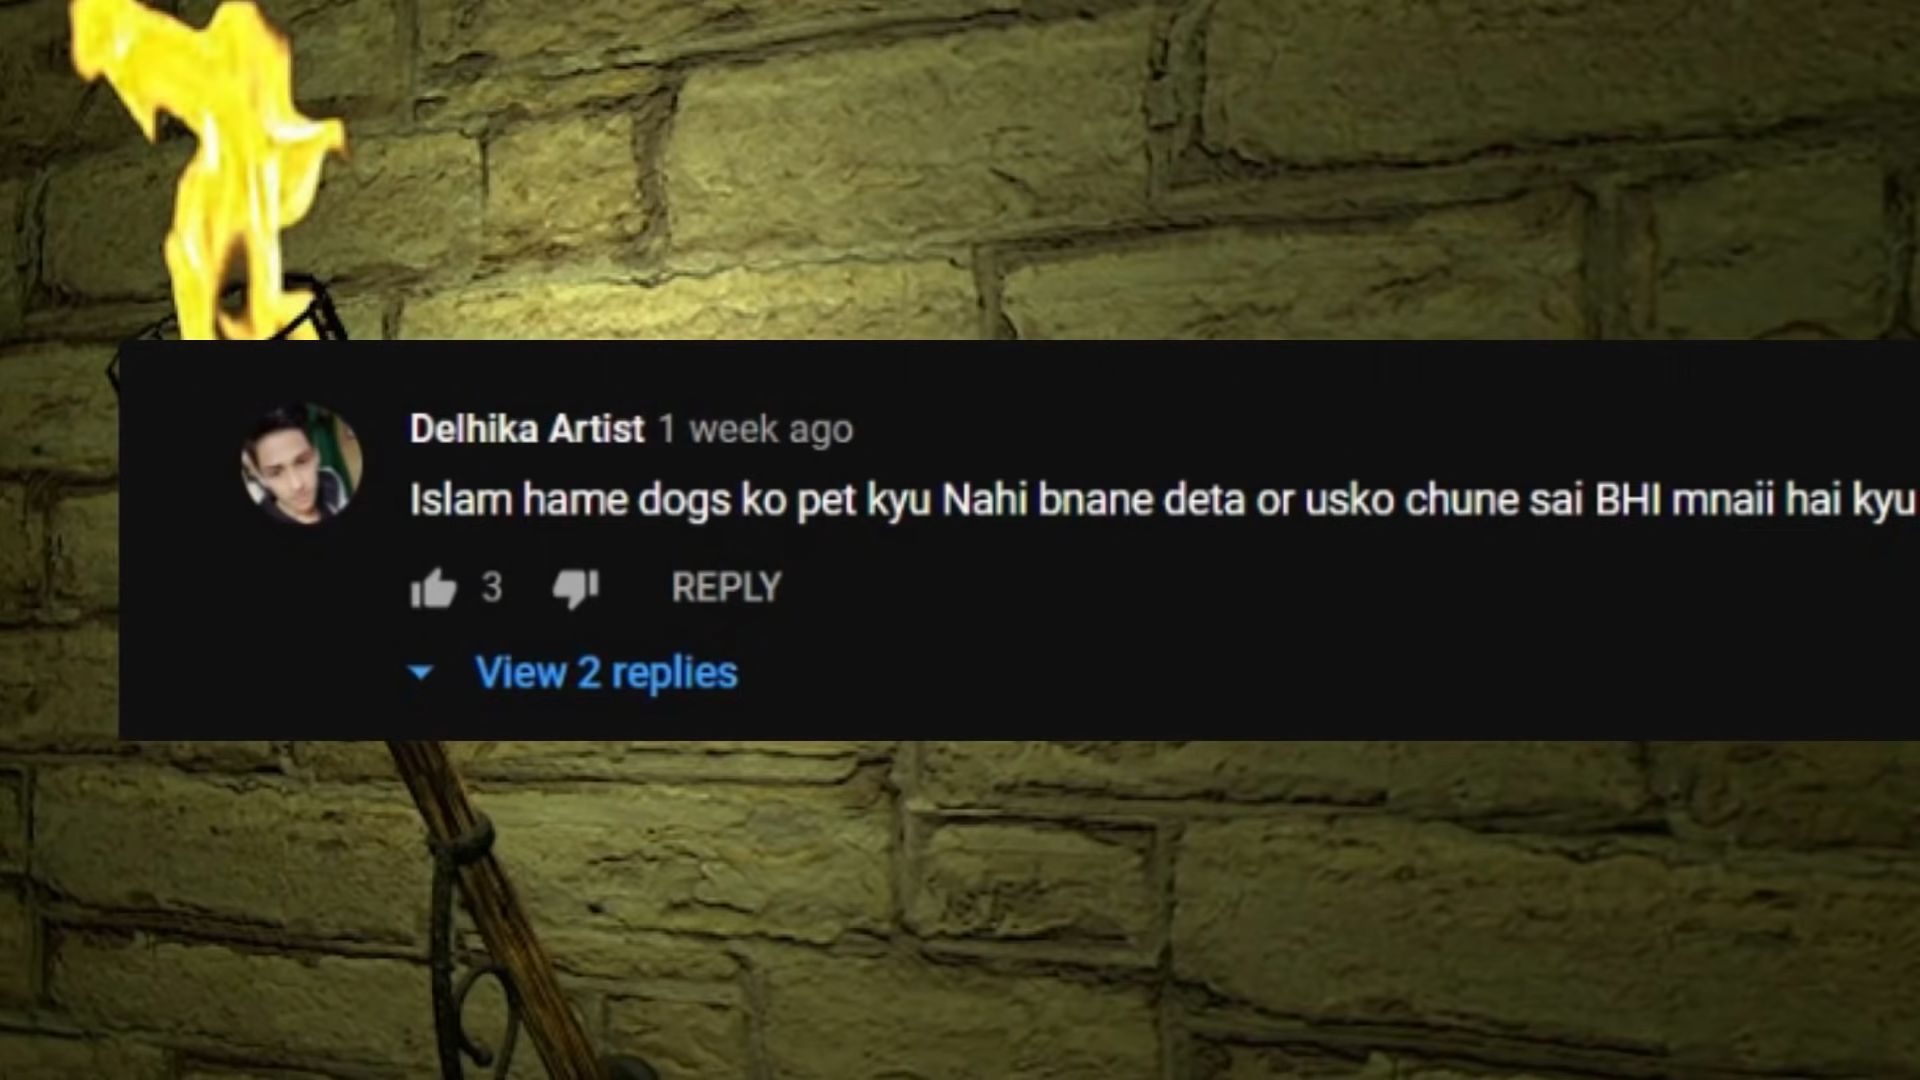 Delhika Artist 1 week ago
Islam hame dogs ko pet kyu Nahi bnane deta or usko chune sai BHI mnaii hai kyu
3 REPLY
View 2 replies